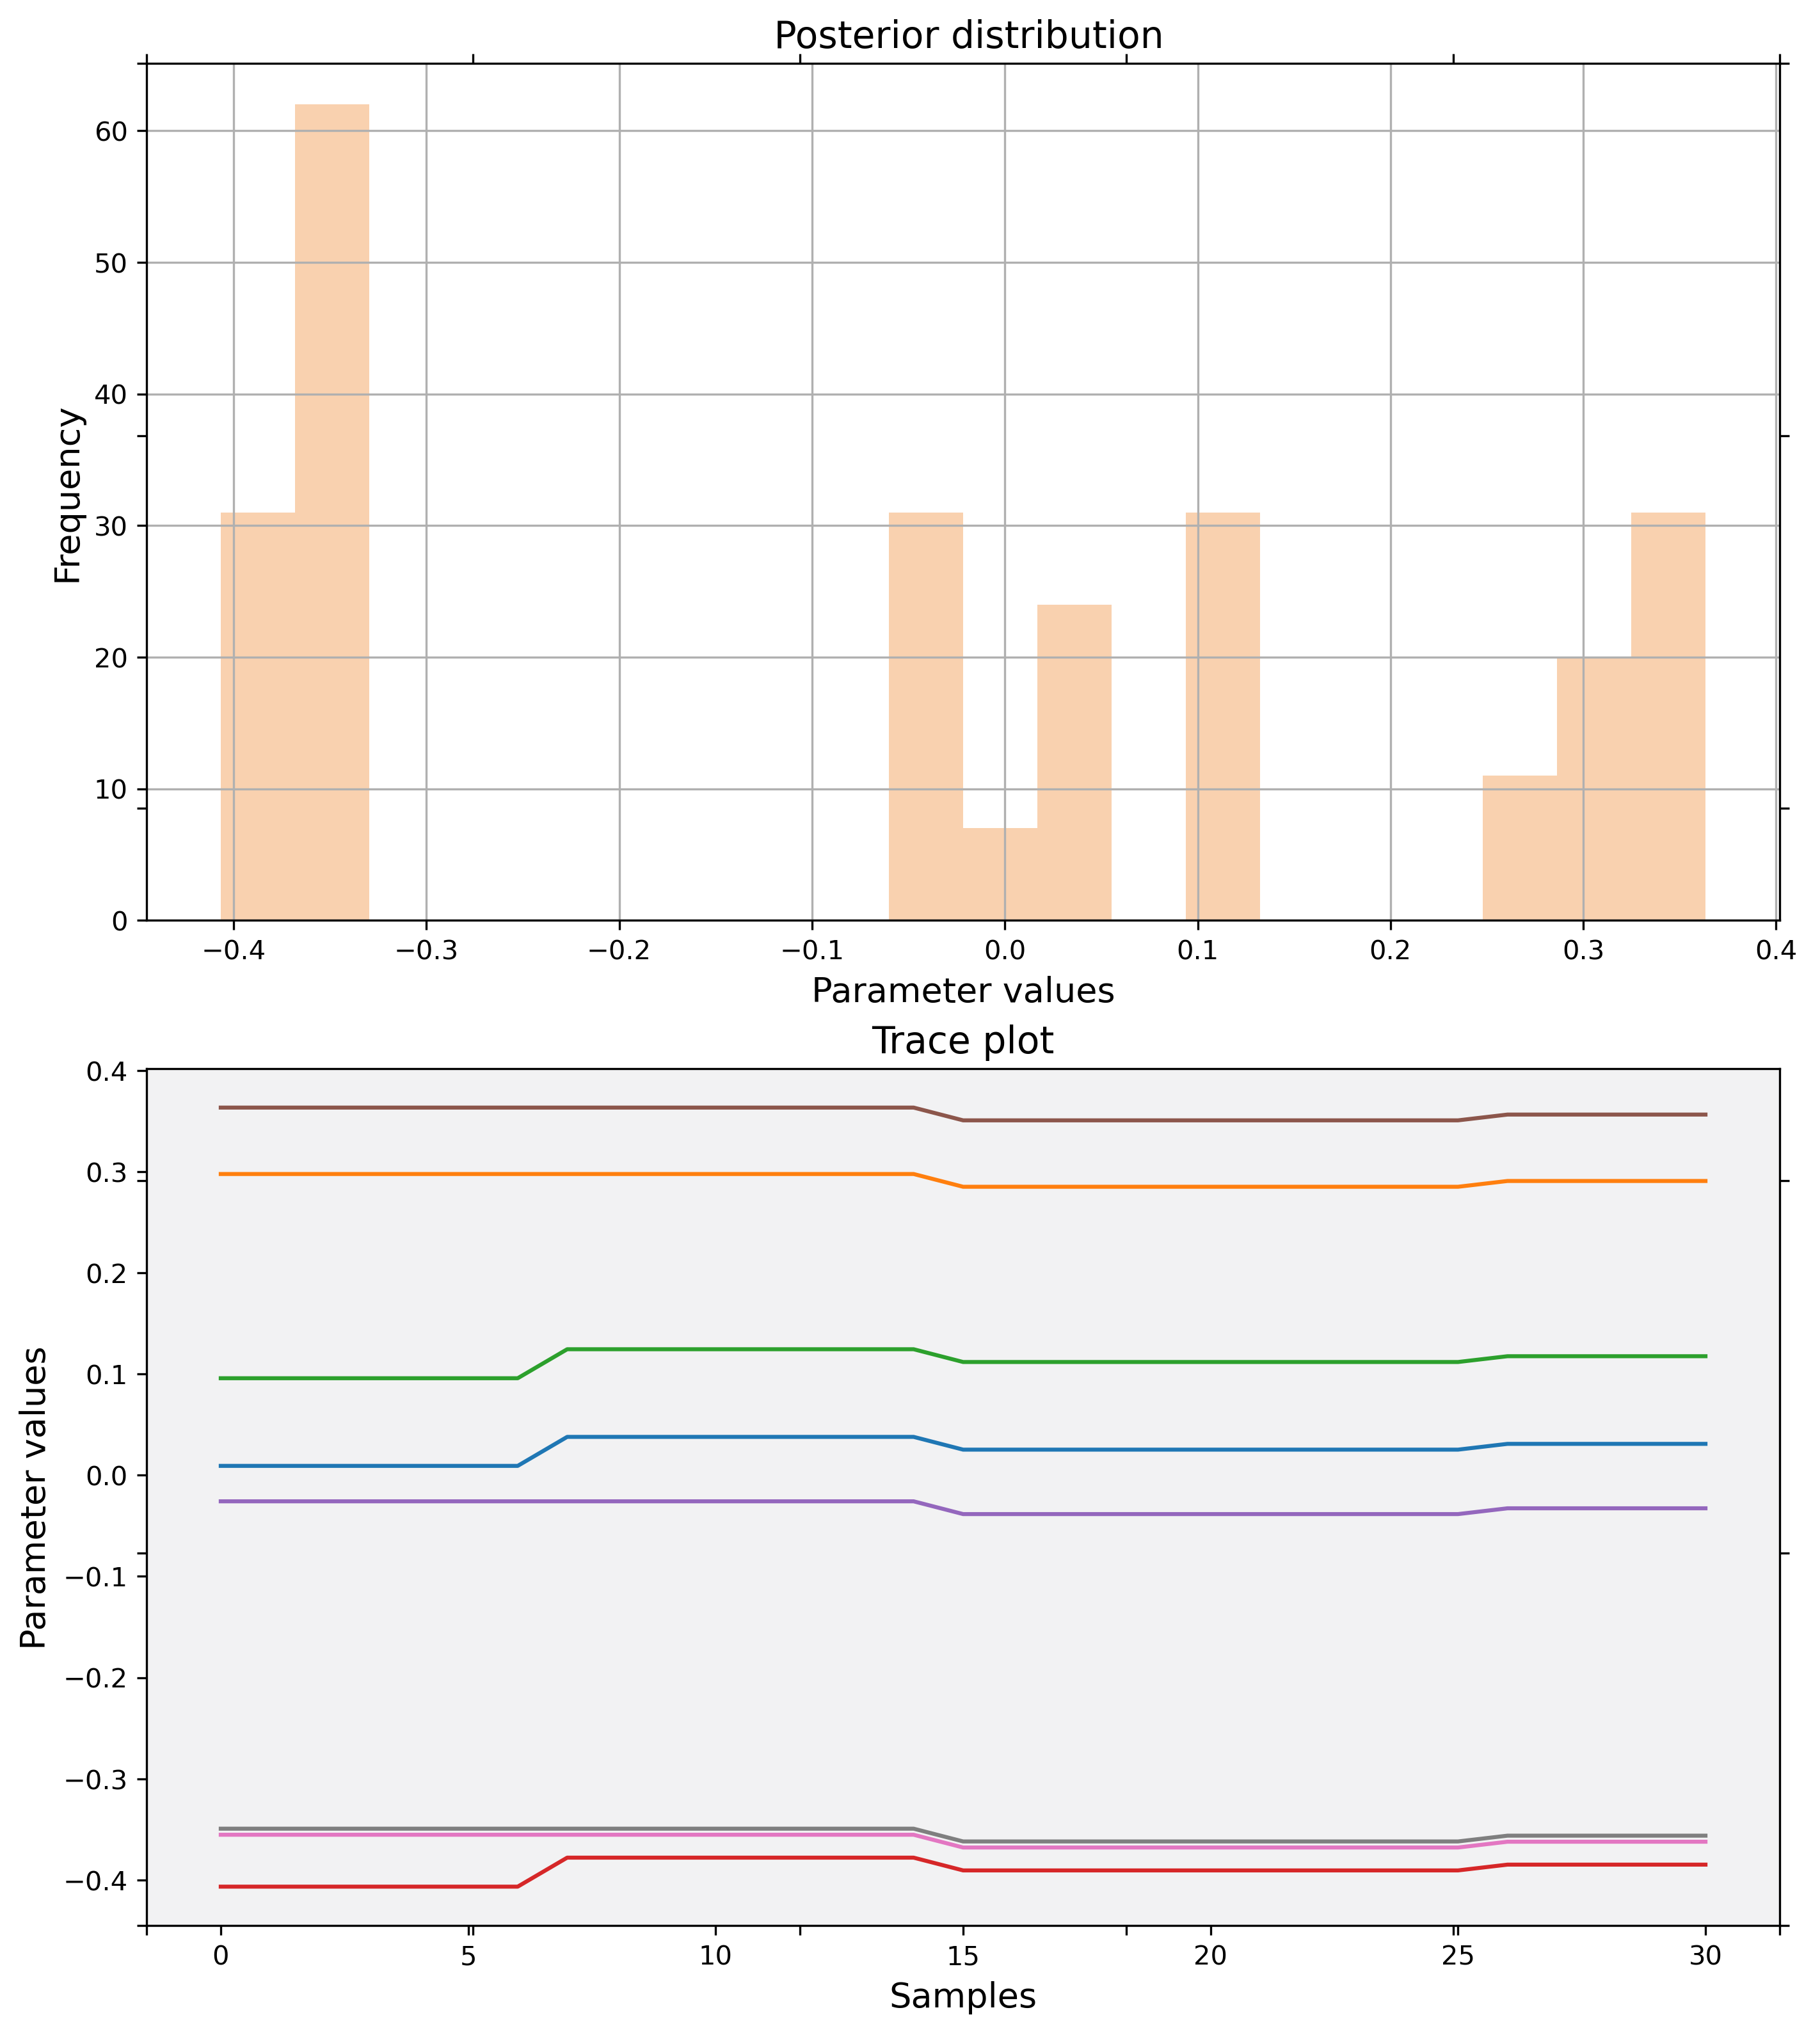 Posterior distribution
60
50
40
30
20
10
0
Frequency
−0.4 −0.3 −0.2 −0.1 0.0 0.1 0.2 0.3 0.4
Parameter values
Trace plot
0.4
0.3
0.2
0.1
0.0
−0.1
−0.2
−0.3
−0.4
Parameter values
0 5 10 15 20 25 30
Samples